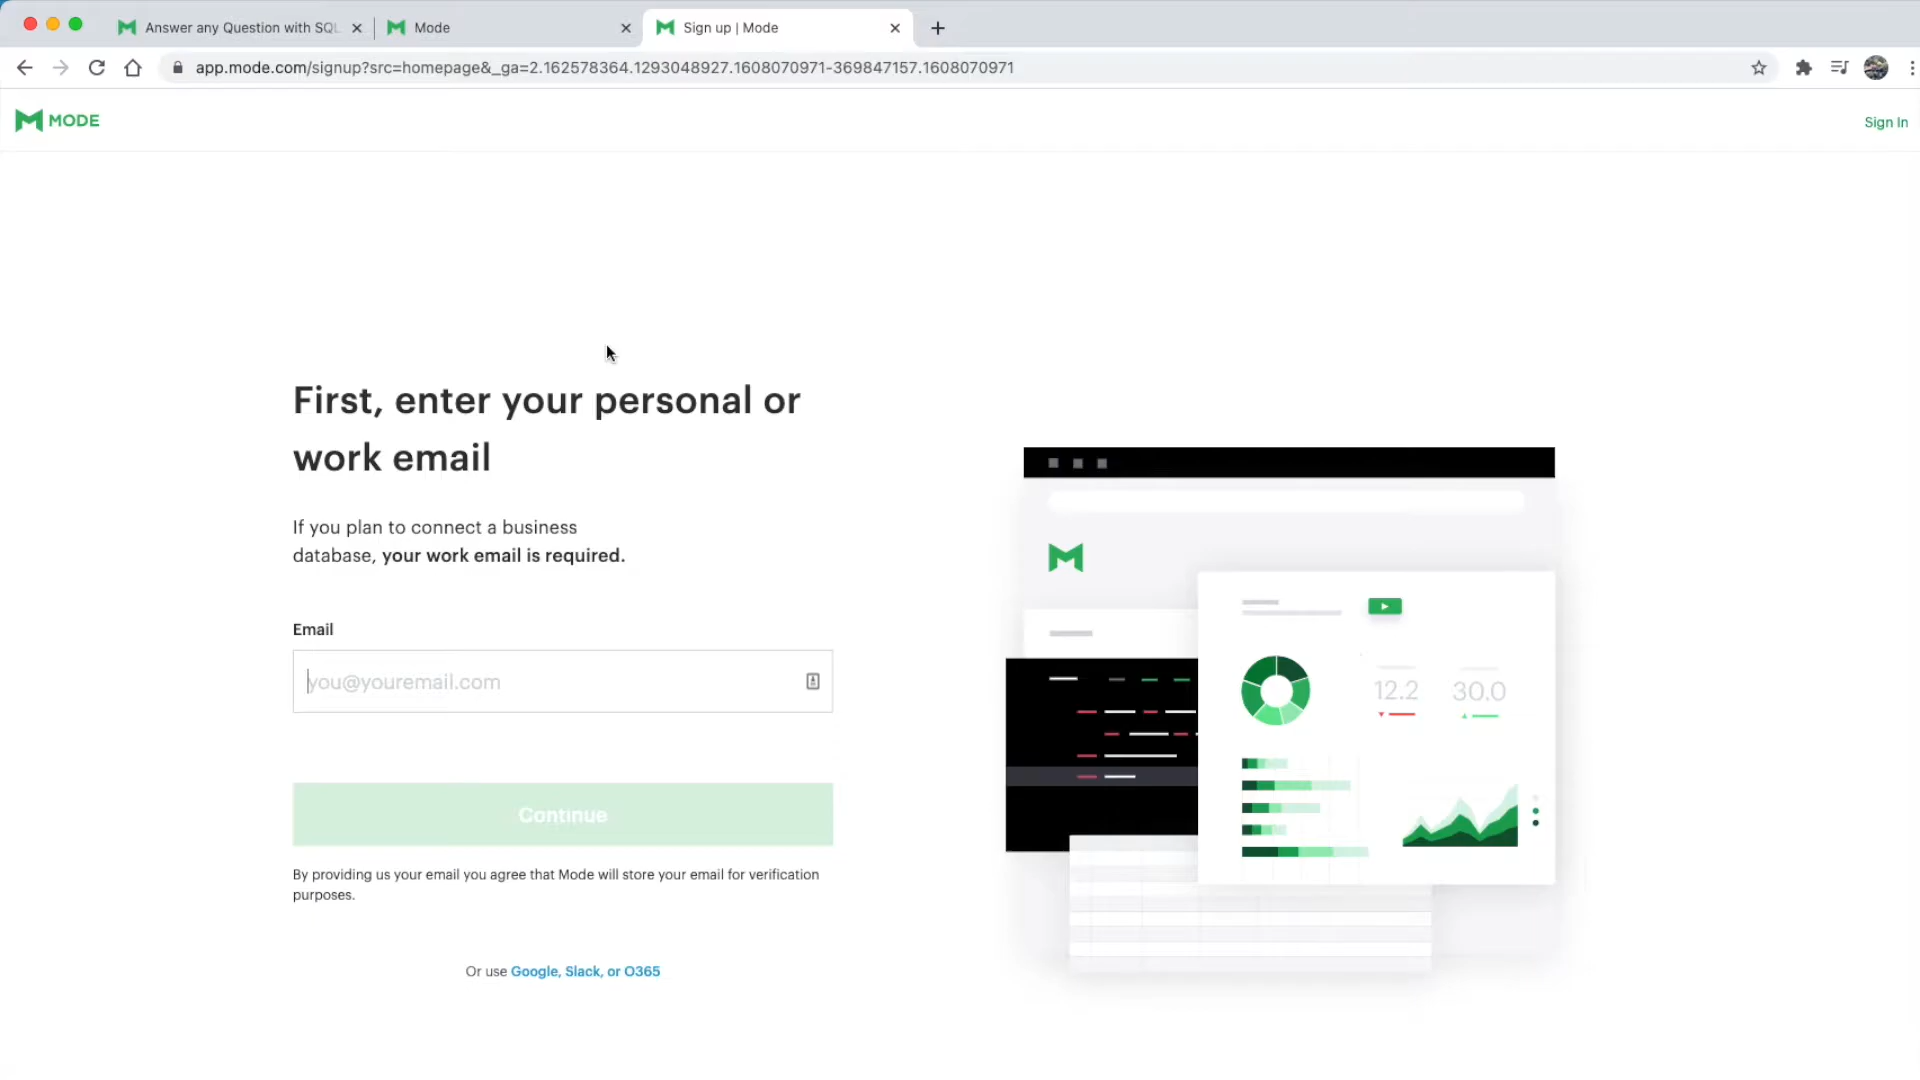 Answer any Question with SQL
Mode
Sign up | Mode
app.mode.com/signup?src=homepage&_ga=2.162578364.1293048927.1608070971-369847157.1608070971
MODE
Sign In
First, enter your personal or
work email
If you plan to connect a business
database, your work email is required.
Email
you@youremail.com
Continue
By providing us your email you agree that Mode will store your email for verification
purposes.
Or use Google, Slack, or O365
12.2
30.0